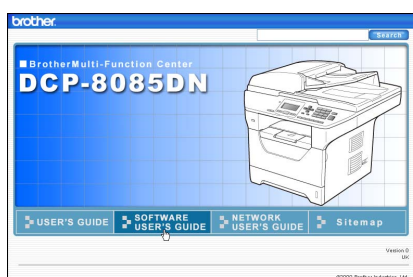 brother
Search
BrotherMulti-Function Center
DCP-8085DN
USER'S GUIDE
SOFTWARE USER'S GUIDE
NETWORK USER'S GUIDE
Sitemap
Version 0
UK